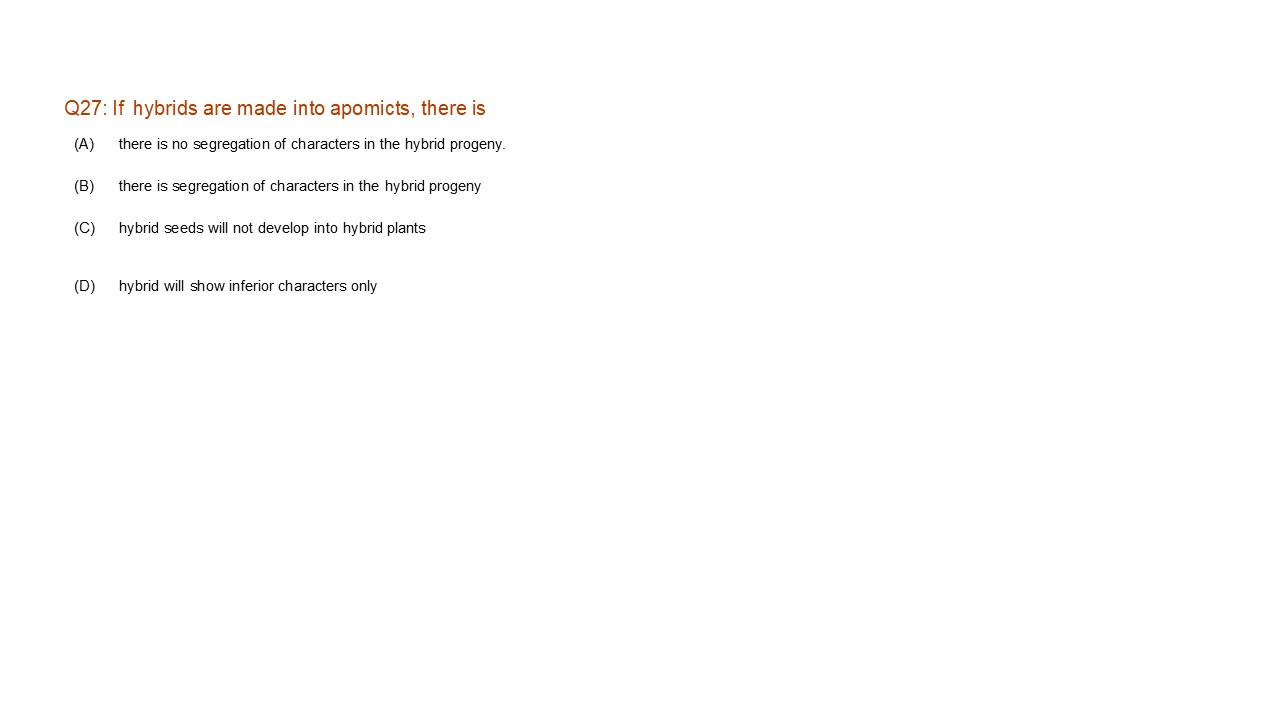 Q27: If hybrids are made into apomicts, there is
(A) there is no segregation of characters in the hybrid progeny.
(B) there is segregation of characters in the hybrid progeny
(C) hybrid seeds will not develop into hybrid plants
(D) hybrid will show inferior characters only